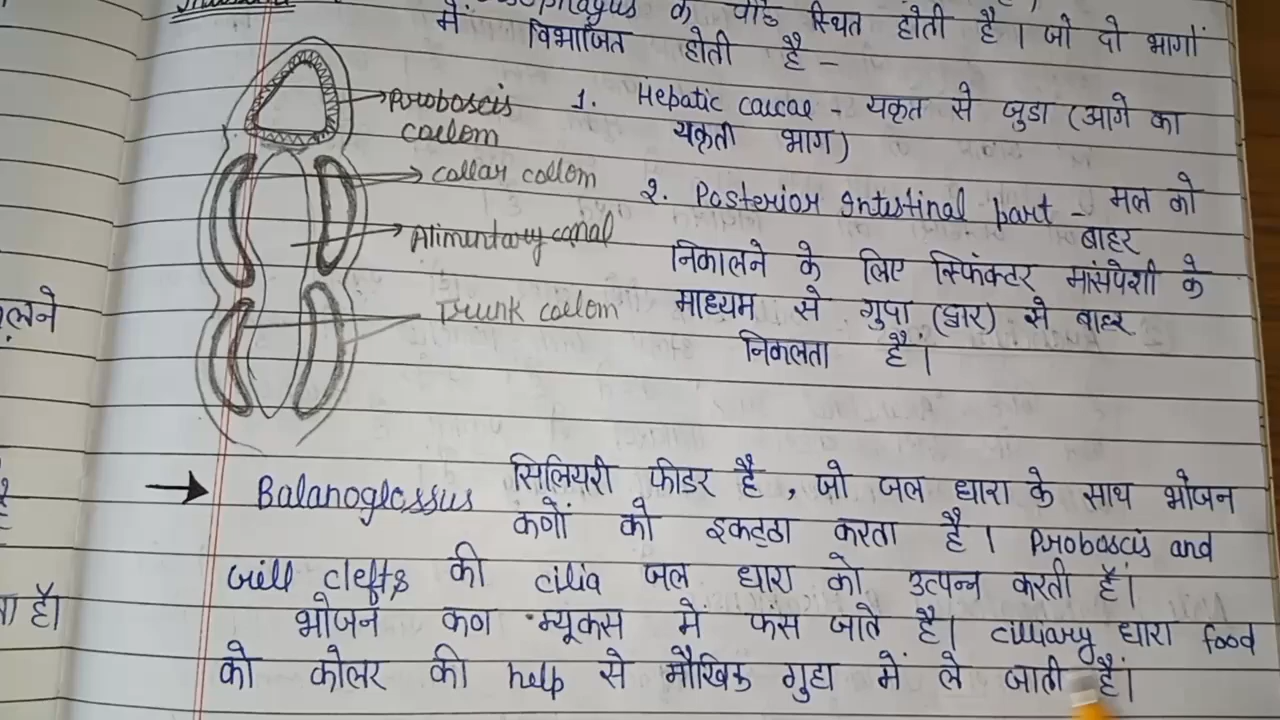 के पीछे स्थित होती है। जो दो भागों
में विभाजित होती है -
Proboscis
coelom
collar collom
Alimentary canal
Trunk coelom
1. Hepatic caecae - यकृत से जुडा (आगे का
यकृती भाग)
2. Posterior Intestinal part - मल को
बाहर
निकालने के लिए स्फिंक्टर मांसपेशी के
माध्यम से गुदा (द्वार) से बाहर
निकलता है।
→ Balanoglossus सिलियरी फीडर है, जो जल धारा के साथ भोजन
कणों को इकट्ठा करता है। Proboscis and
Gill clefts की cilia जल धारा को उत्पन्न करती हैं।
भोजन कण म्यूकस मे फंस जाते है। cilliary धारा food
को कोलर की help से मौखिक गुहा में ले जाती हैं।